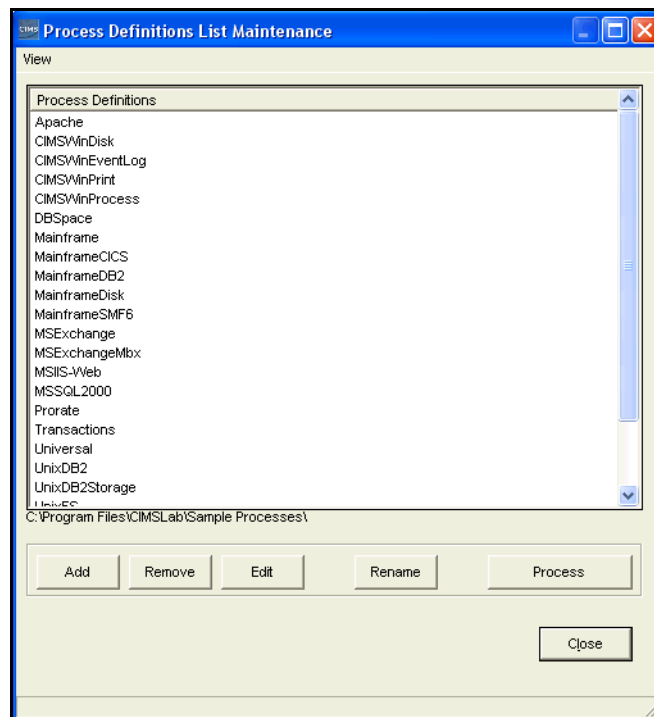 CIMS Process Definitions List Maintenance
View
Process Definitions
Apache
CIMSWinDisk
CIMSWinEventLog
CIMSWinPrint
CIMSWinProcess
DBSpace
Mainframe
MainframeCICS
MainframeDB2
MainframeDisk
MainframeSMF6
MSExchange
MSExchangeMbx
MSIIS-Web
MSSQL2000
Prorate
Transactions
Universal
UnixDB2
UnixDB2Storage
UnixFS
C:\Program Files\CIMSLab\Sample Processes\
Add Remove Edit Rename Process
Close